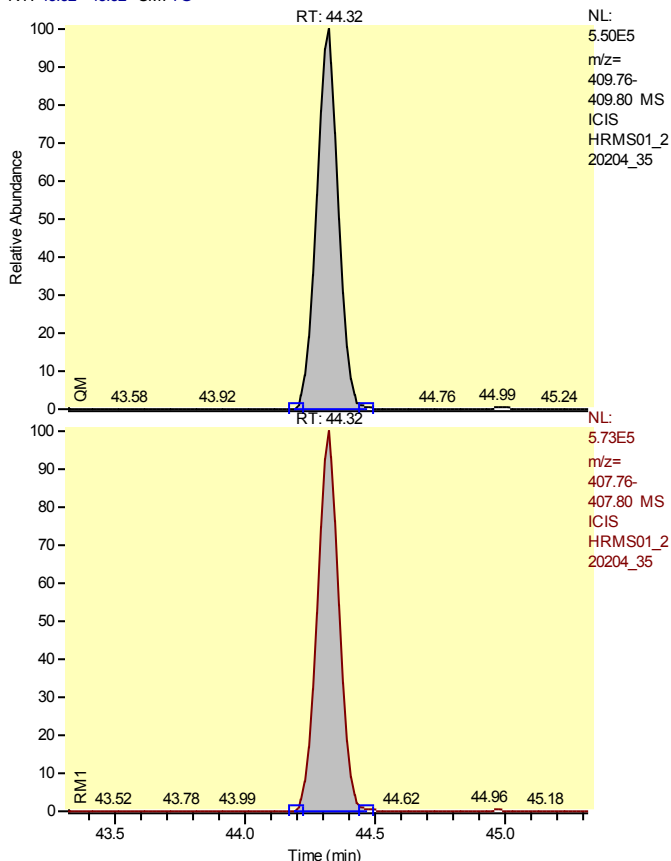 RT: 44.32
NL:
5.50E5
m/z=
409.76-
409.80 MS
ICIS
HRMS01_2
20204_35
100
90
80
70
60
50
40
30
20
10
0
Relative Abundance
QM
43.58 43.92 44.76 44.99 45.24
RT: 44.32
NL:
5.73E5
m/z=
407.76-
407.80 MS
ICIS
HRMS01_2
20204_35
100
90
80
70
60
50
40
30
20
10
0
RM1
43.52 43.78 43.99 44.62 44.96 45.18
43.5 44.0 44.5 45.0
Time (min)